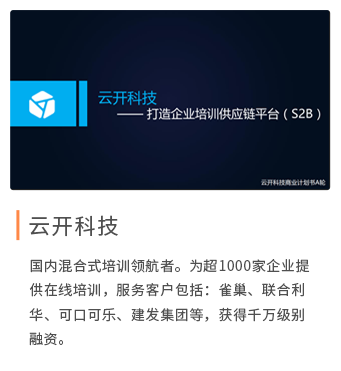 云开科技
—— 打造企业培训供应链平台（S2B）
云开科技商业计划书A轮
云开科技
国内混合式培训领航者。为超1000家企业提
供在线培训，服务客户包括：雀巢、联合利
华、可口可乐、建发集团等，获得千万级别
融资。